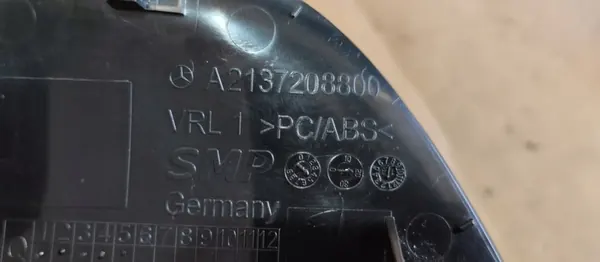 A2137208800
VRL 1 >PC/ABS<
SMP
Germany
Q 1 2 3 4 5 6 7 8 9 10 11 12